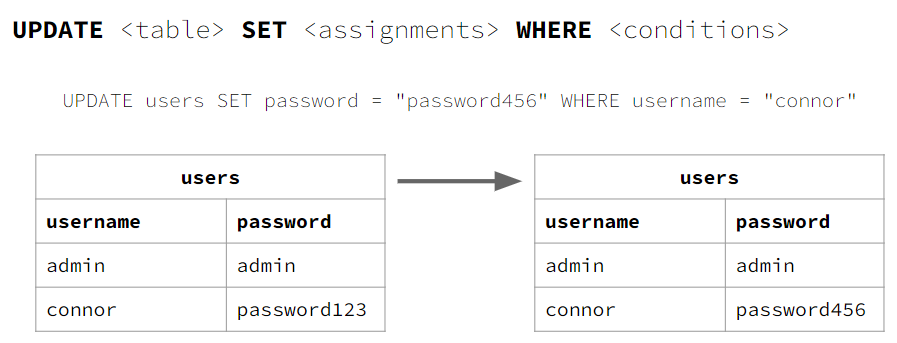 UPDATE <table> SET <assignments> WHERE <conditions>
UPDATE users SET password = "password456" WHERE username = "connor"
users
username password
admin admin
connor password123
users
username password
admin admin
connor password456